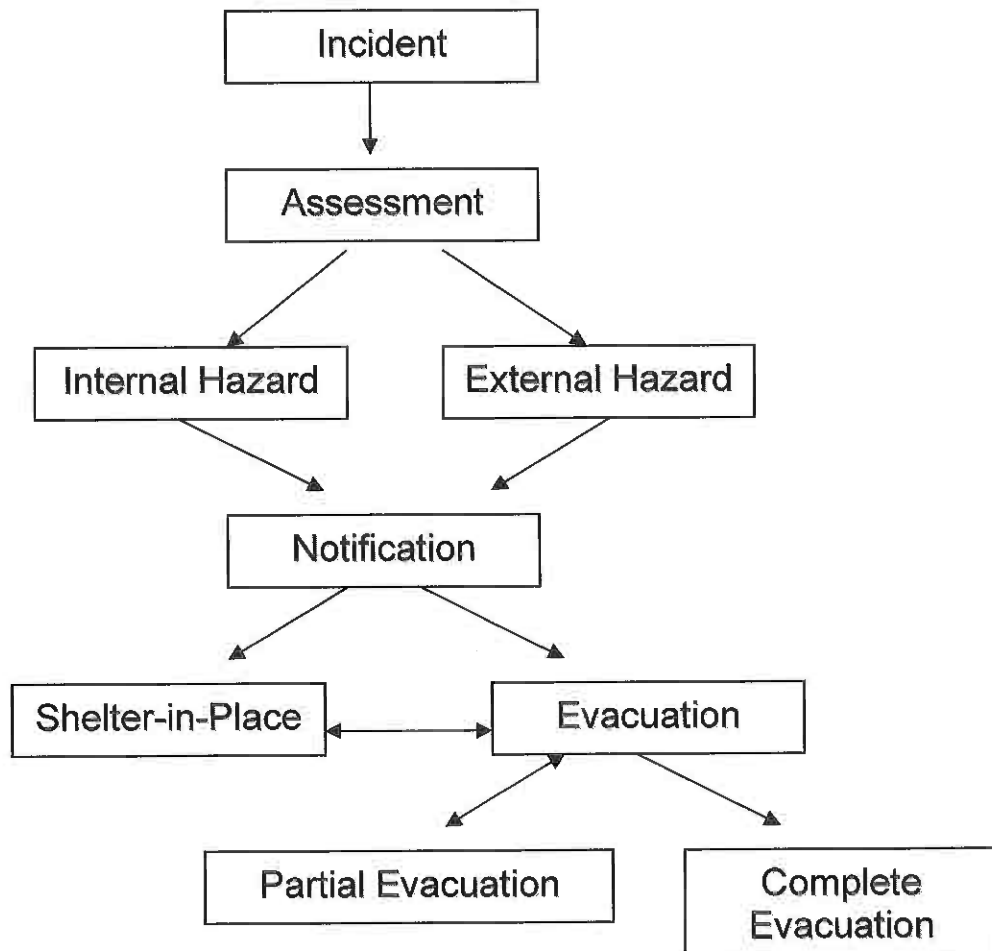 Incident
Assessment
Internal Hazard
External Hazard
Notification
Shelter-in-Place
Evacuation
Partial Evacuation
Complete
Evacuation